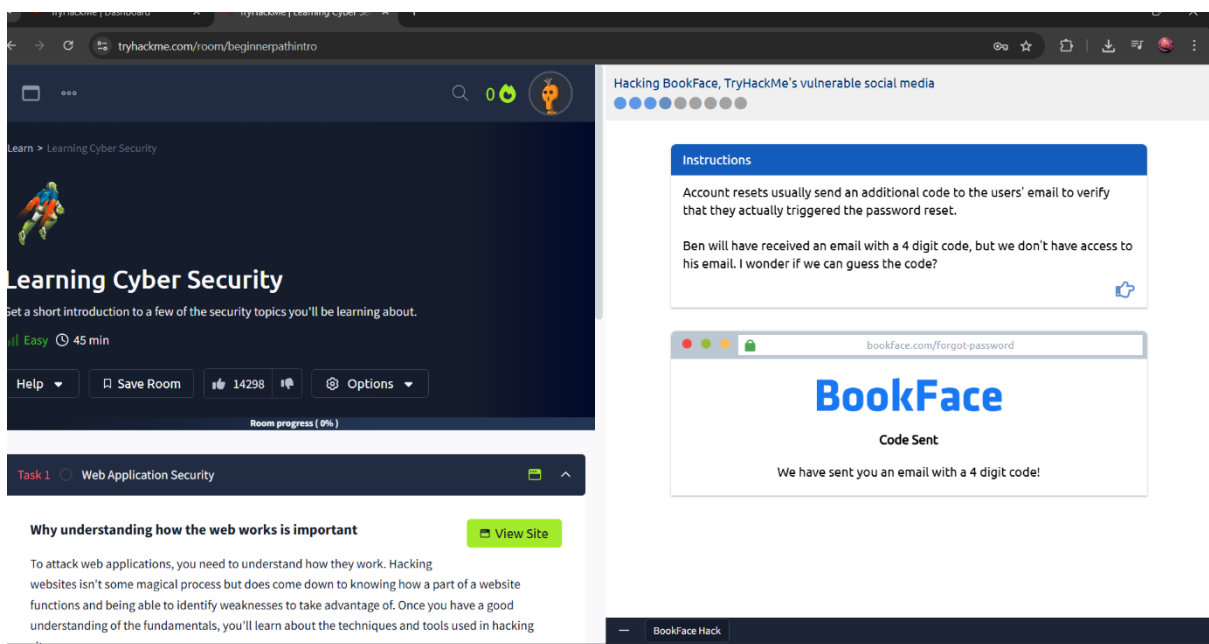 TryHackMe | Dashboard
TryHackMe | Learning Cyber Se
tryhackme.com/room/beginnerpathintro
0
Learn > Learning Cyber Security
Learning Cyber Security
Get a short introduction to a few of the security topics you'll be learning about.
Easy 45 min
Help Save Room 14298 Options
Room progress ( 0% )
Task 1 Web Application Security
Why understanding how the web works is important
View Site
To attack web applications, you need to understand how they work. Hacking
websites isn't some magical process but does come down to knowing how a part of a website
functions and being able to identify weaknesses to take advantage of. Once you have a good
understanding of the fundamentals, you'll learn about the techniques and tools used in hacking
Hacking BookFace, TryHackMe's vulnerable social media
Instructions
Account resets usually send an additional code to the users' email to verify
that they actually triggered the password reset.
Ben will have received an email with a 4 digit code, but we don't have access to
his email. I wonder if we can guess the code?
bookface.com/forgot-password
BookFace
Code Sent
We have sent you an email with a 4 digit code!
BookFace Hack